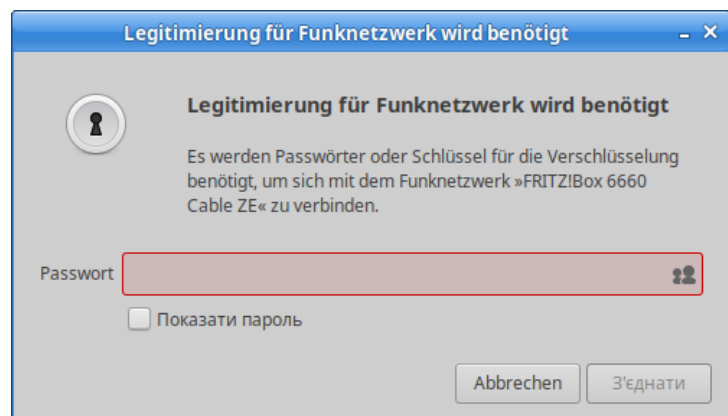 Legitimierung für Funknetzwerk wird benötigt
Legitimierung für Funknetzwerk wird benötigt
Es werden Passwörter oder Schlüssel für die Verschlüsselung
benötigt, um sich mit dem Funknetzwerk »FRITZ!Box 6660
Cable ZE« zu verbinden.
Passwort
Показати пароль
Abbrechen
З'єднати